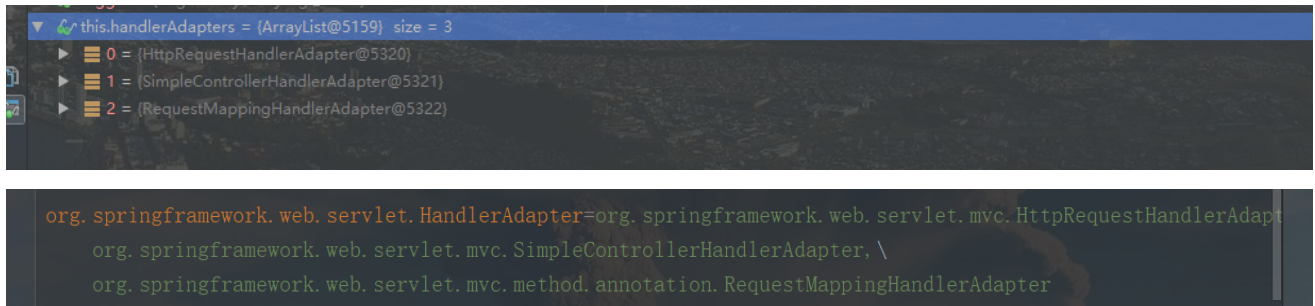 this.handlerAdapters = {ArrayList@5159} size = 3
0 = {HttpRequestHandlerAdapter@5320}
1 = {SimpleControllerHandlerAdapter@5321}
2 = {RequestMappingHandlerAdapter@5322}
org.springframework.web.servlet.HandlerAdapter=org.springframework.web.servlet.mvc.HttpRequestHandlerAdapt
org.springframework.web.servlet.mvc.SimpleControllerHandlerAdapter,\
org.springframework.web.servlet.mvc.method.annotation.RequestMappingHandlerAdapter